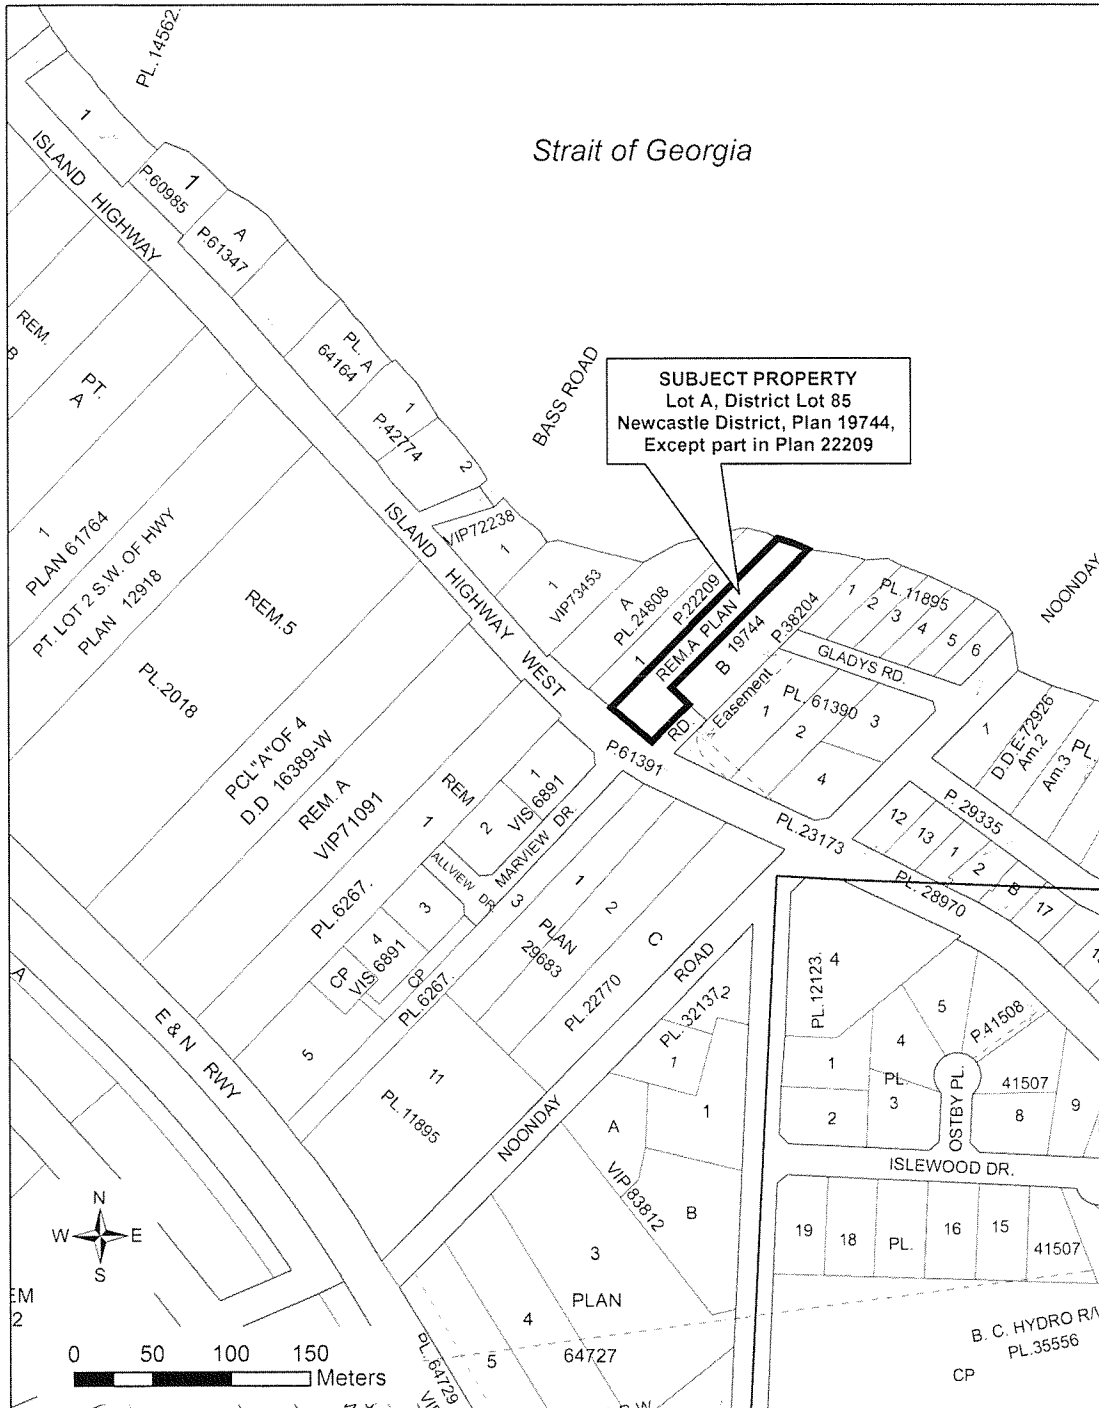 PL. 14562.
Strait of Georgia
1
ISLAND HIGHWAY
1
P.60985
A
P.61347
PL. A
64164
1
P.42774
2
REM.
B
PT.
A
BASS ROAD
SUBJECT PROPERTY
Lot A, District Lot 85
Newcastle District, Plan 19744,
Except part in Plan 22209
ISLAND HIGHWAY WEST
VIP72238
1
1
VIP73453
A
PL.24808
P.22209
1
REM.A PLAN
B 19744
P.38204
1
2
3
4
5
6
PL.11895
GLADYS RD.
NOONDAY
1
PLAN 61764
PT. LOT 2 S.W. OF HWY
PLAN 12918
REM.5
PL.2018
PCL"A"OF 4
D.D 16389-W
REM. A
VIP71091
P.61391
RD.
Easement
1
2
PL. 61390
3
4
1
D.D.E-72926
Am.2
Am.3
PL.
P. 29335
12
13
1
2
B
17
PL.23173
PL. 28970
REM
1
2
1
VIS 6891
MARVIEW DR.
ALLVIEW DR.
3
PL.6267.
4
3
CP
VIS 6891
CP
PL.6267.
5
1
2
PLAN
29683
C
PL.22770
NOONDAY ROAD
11
PL.11895
E & N RWY
A
PL. 32137
2
1
1
A
VIP 83812
B
3
PLAN
64727
4
5
PL. 64729
4
PL.12123.
5
P.41508
4
PL.
3
1
2
OSTBY PL.
41507
8
9
ISLEWOOD DR.
19
18
PL.
16
15
41507
B. C. HYDRO R/
PL.35556
CP
N
W E
S
EM
2
0 50 100 150
Meters